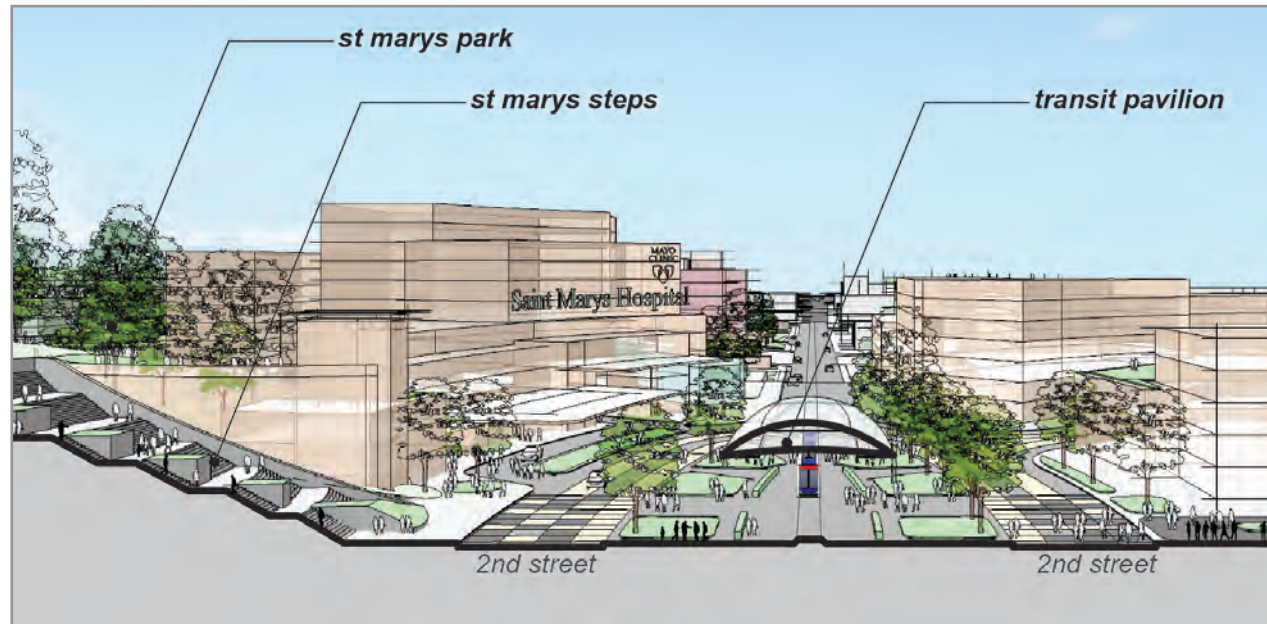 st marys park
st marys steps
transit pavilion
MAYO
CLINIC
Saint Marys Hospital
2nd street
2nd street